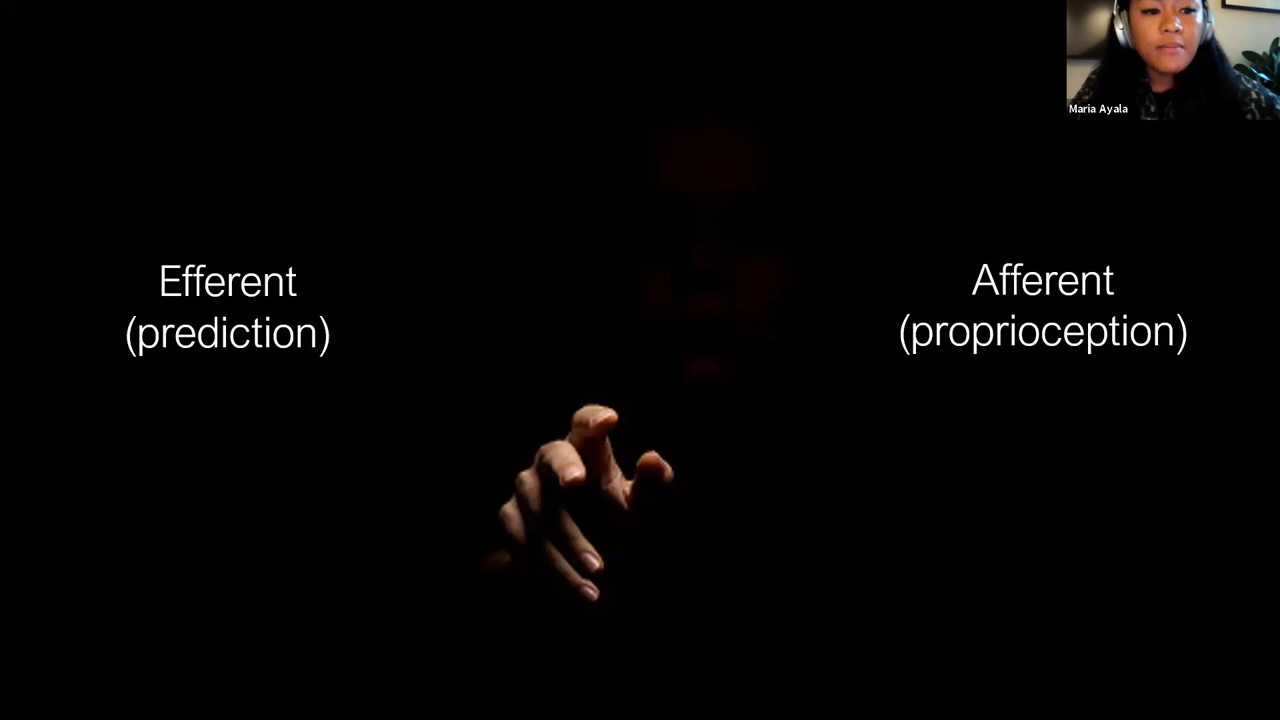 Maria Ayala
Efferent
(prediction)
Afferent
(proprioception)